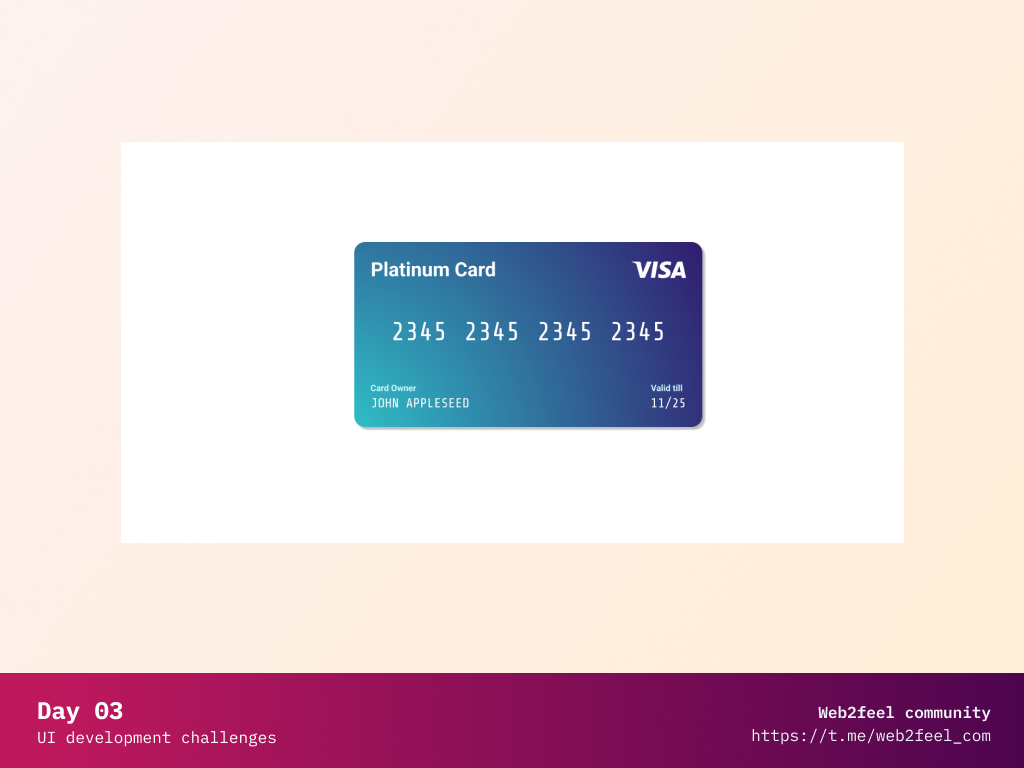 Platinum Card VISA
2345 2345 2345 2345
Card Owner Valid till
JOHN APPLESEED 11/25
Day 03
UI development challenges
Web2feel community
https://t.me/web2feel_com